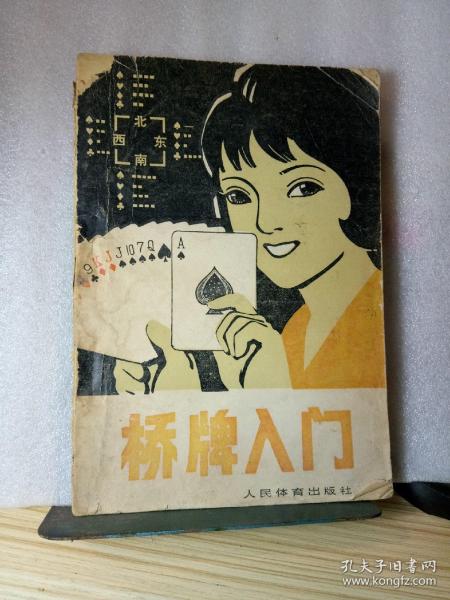 北
西 东
南
9 K J J 10 7 Q A
桥牌入门
人民体育出版社
孔夫子旧书网
www.kongfz.com